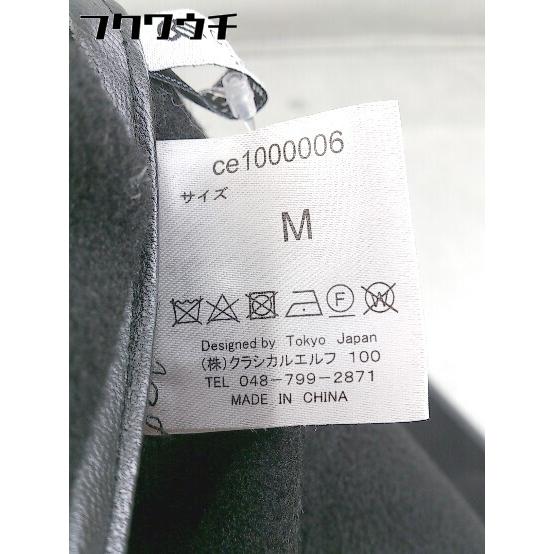 フクワウチ
ce1000006
サイズ
M
Designed by Tokyo Japan
(株)クラシカルエルフ 100
TEL 048-799-2871
MADE IN CHINA